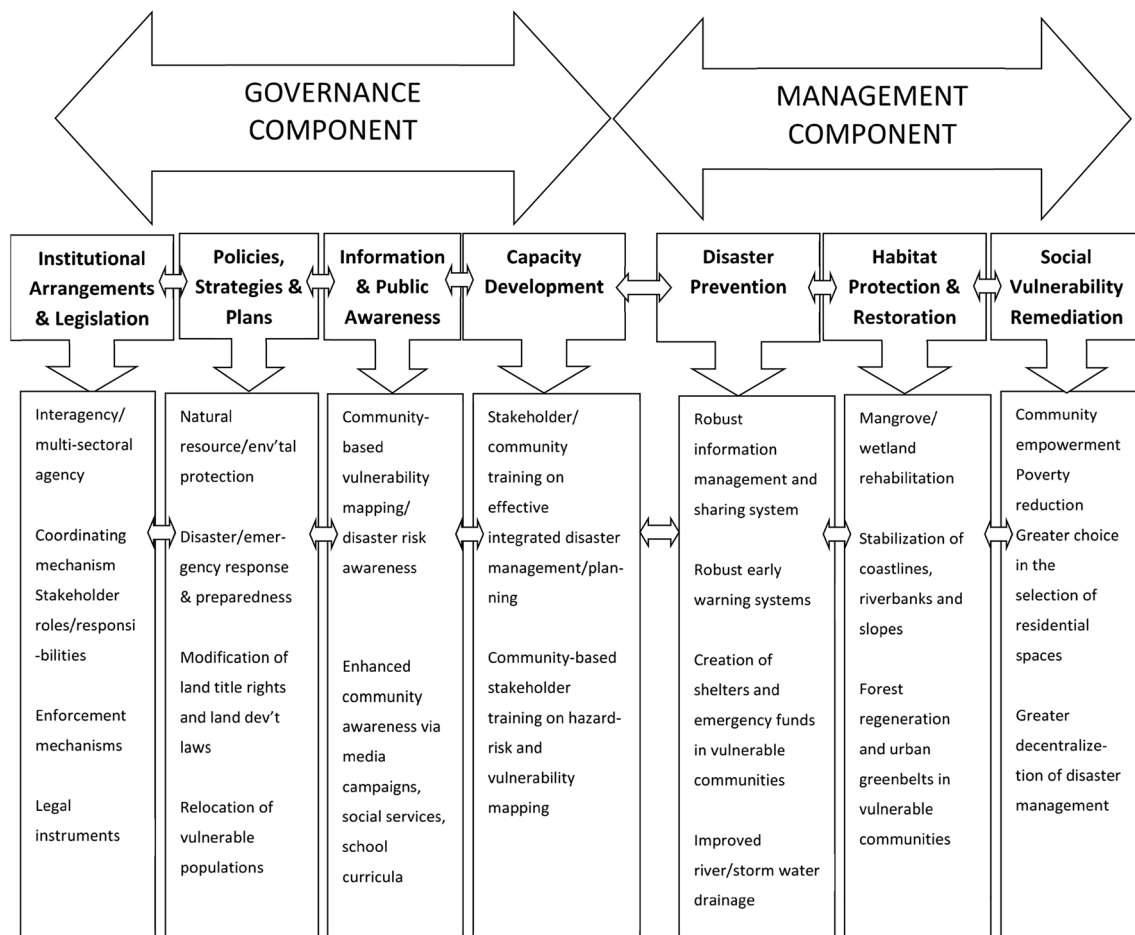 GOVERNANCE
COMPONENT
MANAGEMENT
COMPONENT
Institutional
Arrangements
& Legislation
Policies,
Strategies &
Plans
Information
& Public
Awareness
Capacity
Development
Disaster
Prevention
Habitat
Protection &
Restoration
Social
Vulnerability
Remediation
Interagency/
multi-sectoral
agency
Coordinating
mechanism
Stakeholder
roles/responsi
-bilities
Enforcement
mechanisms
Legal
instruments
Natural
resource/env'tal
protection
Disaster/emer-
gency response
& preparedness
Modification of
land title rights
and land dev't
laws
Relocation of
vulnerable
populations
Community-
based
vulnerability
mapping/
disaster risk
awareness
Enhanced
community
awareness via
media
campaigns,
social services,
school
curricula
Stakeholder/
community
training on
effective
integrated disaster
management/plan-
ning
Community-based
stakeholder
training on hazard-
risk and
vulnerability
mapping
Robust
information
management and
sharing system
Robust early
warning systems
Creation of
shelters and
emergency funds
in vulnerable
communities
Improved
river/storm water
drainage
Mangrove/
wetland
rehabilitation
Stabilization of
coastlines,
riverbanks and
slopes
Forest
regeneration
and urban
greenbelts in
vulnerable
communities
Community
empowerment
Poverty
reduction
Greater choice
in the
selection of
residential
spaces
Greater
decentralize-
tion of disaster
management